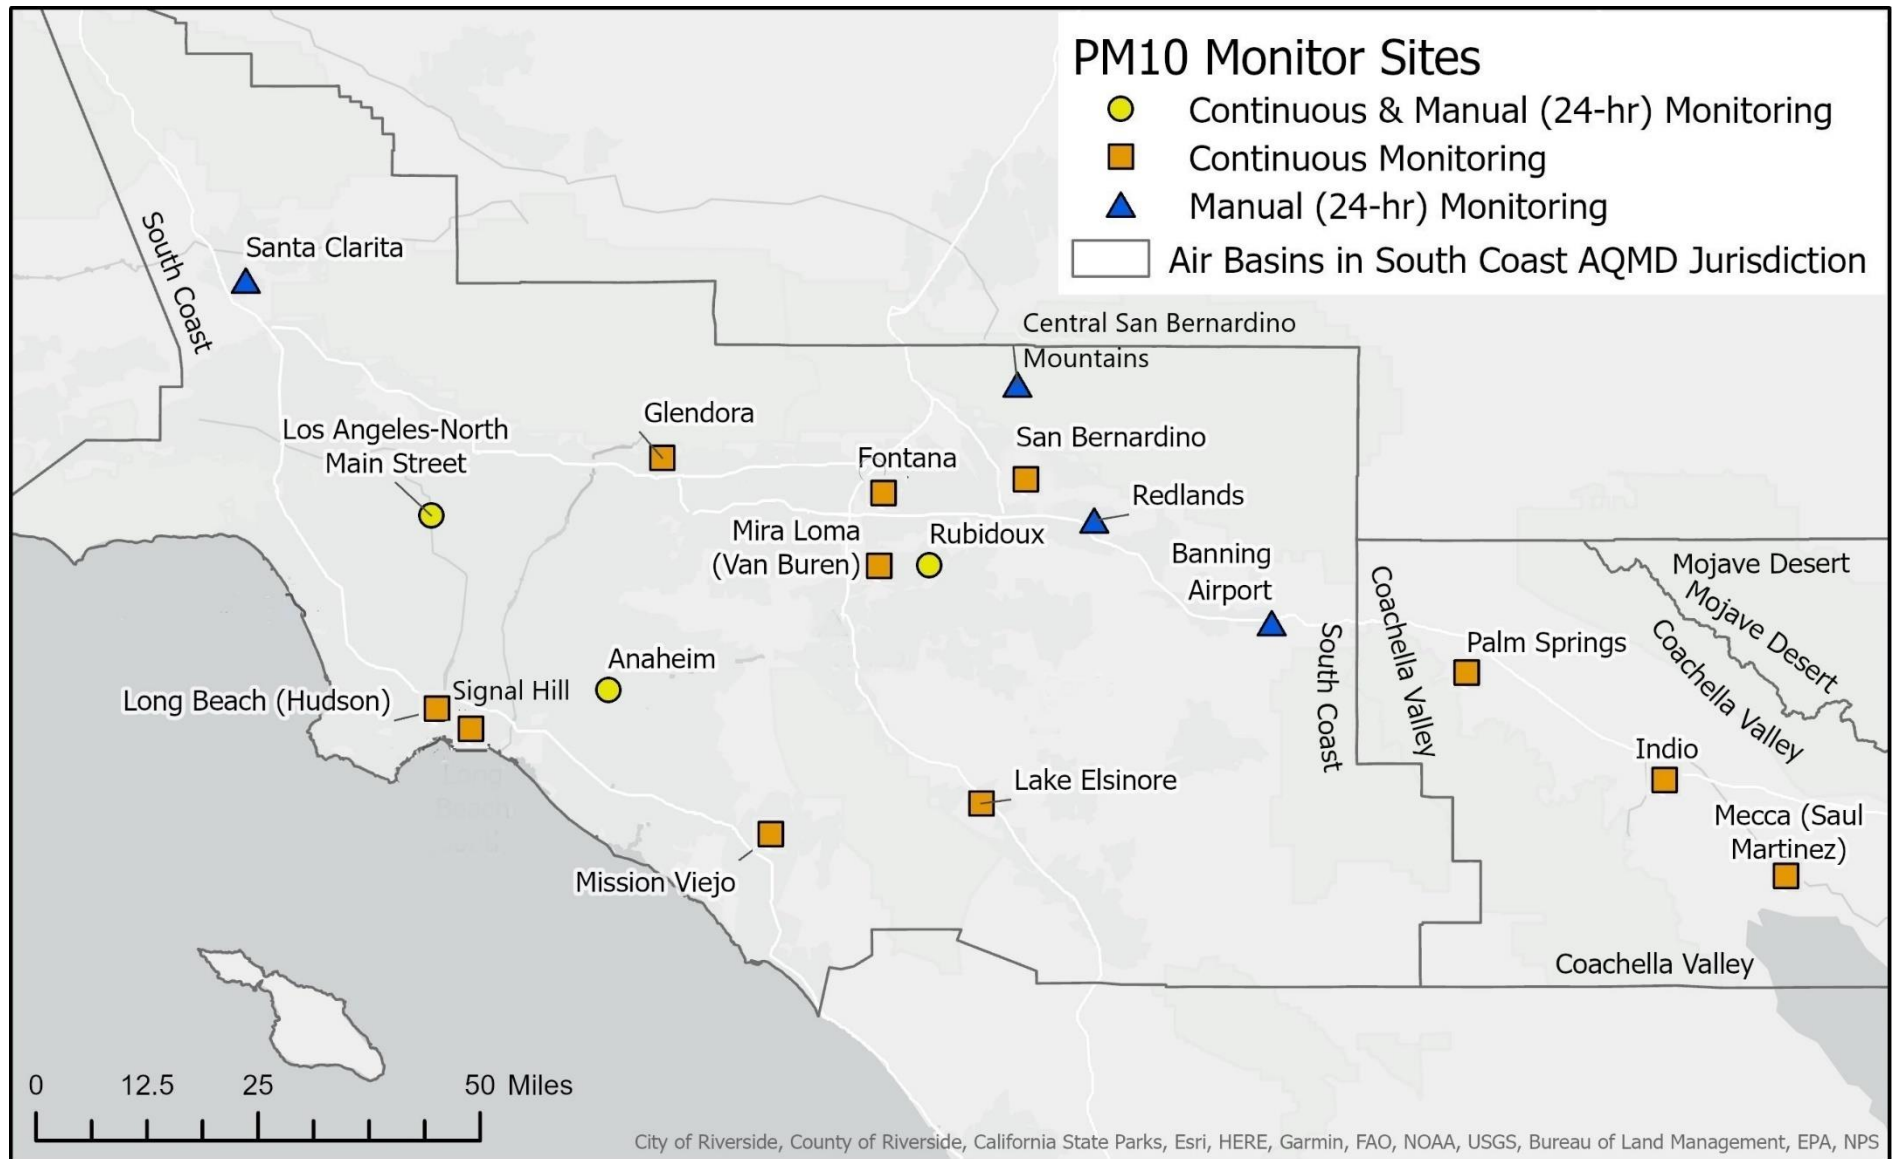 PM10 Monitor Sites
Continuous & Manual (24-hr) Monitoring
Continuous Monitoring
Manual (24-hr) Monitoring
Air Basins in South Coast AQMD Jurisdiction
South Coast
Santa Clarita
Central San Bernardino
Mountains
Glendora
Los Angeles-North
Main Street
San Bernardino
Fontana
Redlands
Mira Loma
(Van Buren)
Rubidoux
Banning
Airport
South Coast
Coachella Valley
Mojave Desert
Mojave Desert
Coachella Valley
Palm Springs
Anaheim
Long Beach (Hudson)
Signal Hill
Long
Beach
Indio
Lake Elsinore
Mecca (Saul
Martinez)
Mission Viejo
Coachella Valley
0 12.5 25 50 Miles
City of Riverside, County of Riverside, California State Parks, Esri, HERE, Garmin, FAO, NOAA, USGS, Bureau of Land Management, EPA, NPS